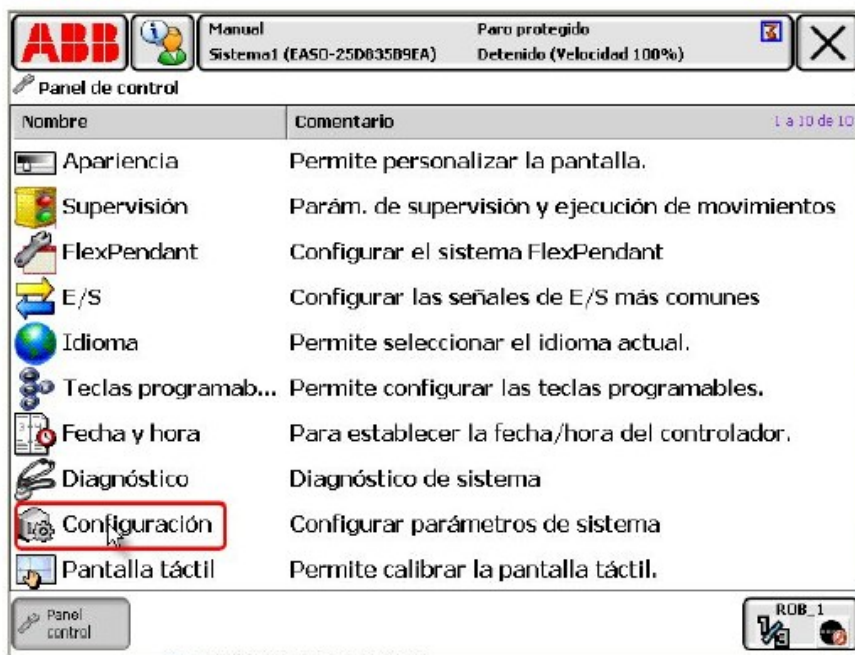 ABB
Manual
Sistema1 (EASO-25D835B9EA)
Paro protegido
Detenido (Velocidad 100%)
Panel de control
Nombre Comentario 1 a 10 de 10
Apariencia Permite personalizar la pantalla.
Supervisión Parám. de supervisión y ejecución de movimientos
FlexPendant Configurar el sistema FlexPendant
E/S Configurar las señales de E/S más comunes
Idioma Permite seleccionar el idioma actual.
Teclas programab... Permite configurar las teclas programables.
Fecha y hora Para establecer la fecha/hora del controlador.
Diagnóstico Diagnóstico de sistema
Configuración Configurar parámetros de sistema
Pantalla táctil Permite calibrar la pantalla táctil.
Panel
control
ROB_1
1/3